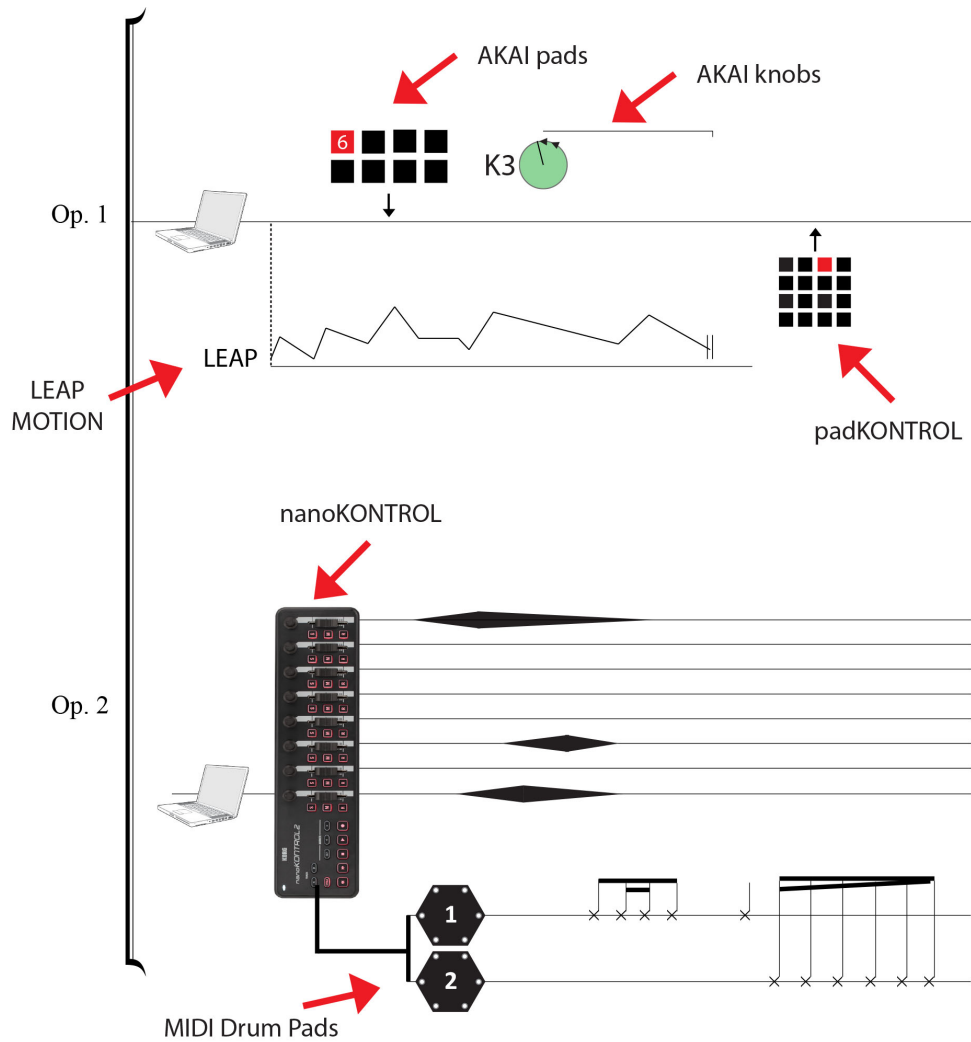 AKAI pads
AKAI knobs
6
K3
Op. 1
LEAP
LEAP
MOTION
padKONTROL
nanoKONTROL
Op. 2
nanoKONTROL2
1
2
MIDI Drum Pads